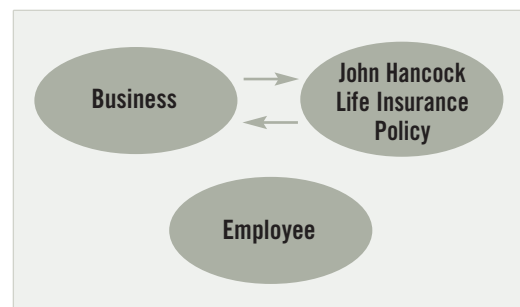 Business
John Hancock
Life Insurance
Policy
Employee